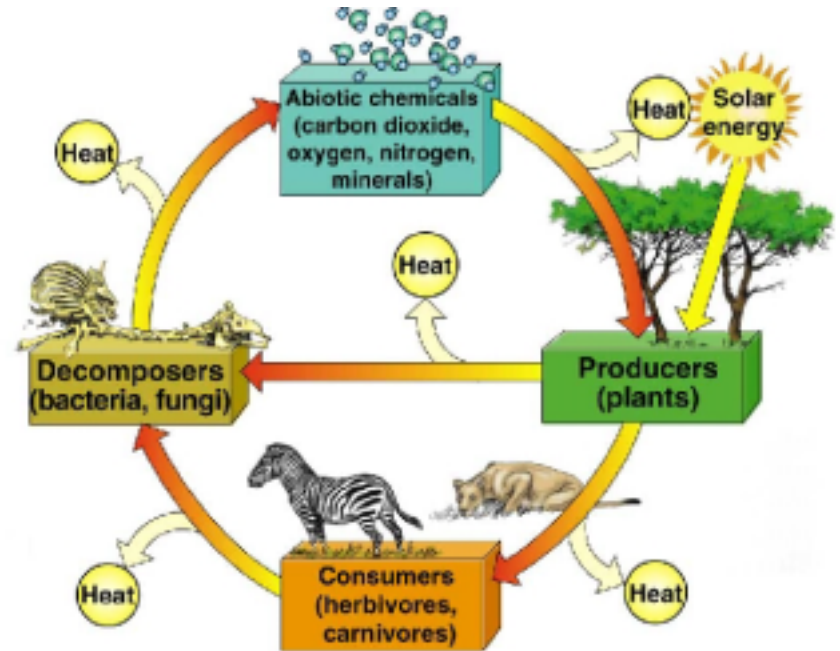 Abiotic chemicals
(carbon dioxide,
oxygen, nitrogen,
minerals)
Heat
Solar
energy
Heat
Heat
Decomposers
(bacteria, fungi)
Producers
(plants)
Heat
Consumers
(herbivores,
carnivores)
Heat